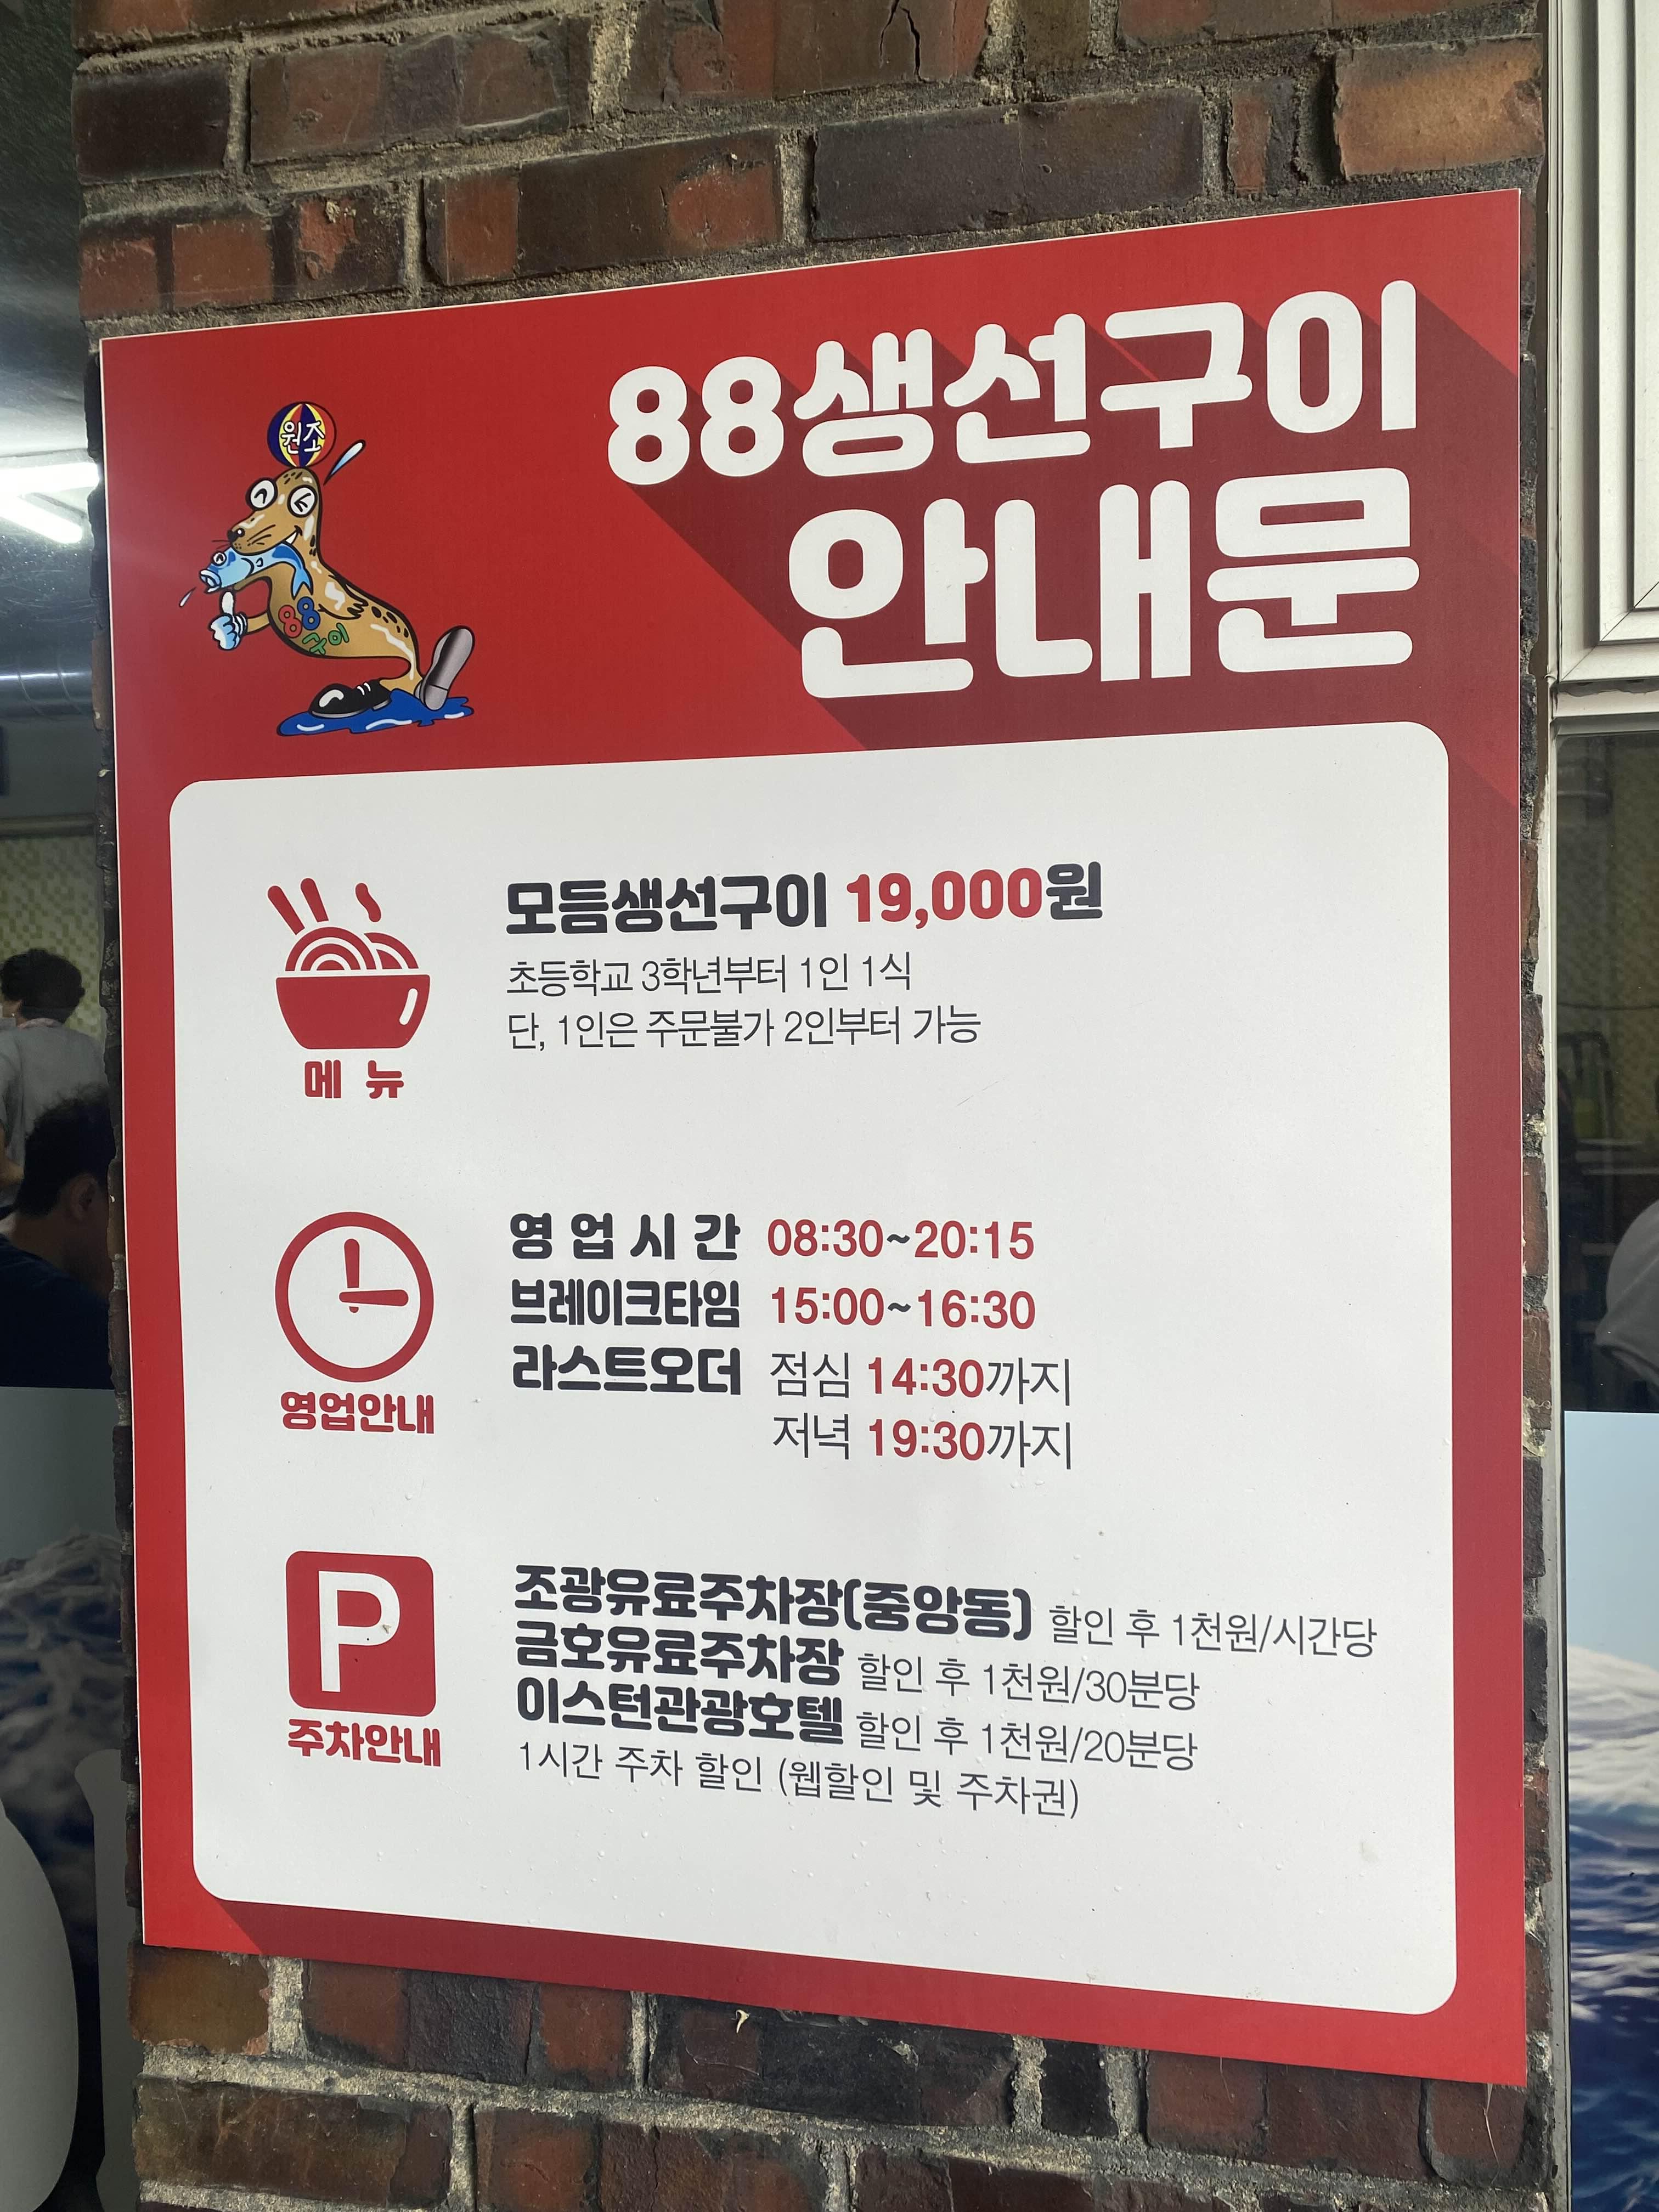 88생선구이
안내문
원조
88
메 뉴
모듬생선구이 19,000원
초등학교 3학년부터 1인 1식
단, 1인은 주문불가 2인부터 가능
영업안내
영 업 시 간 08:30~20:15
브레이크타임 15:00~16:30
라스트오더 점심 14:30까지
저녁 19:30까지
P
주차안내
조광유료주차장(중앙동) 할인 후 1천원/시간당
금호유료주차장 할인 후 1천원/30분당
이스턴관광호텔 할인 후 1천원/20분당
1시간 주차 할인 (웹할인 및 주차권)